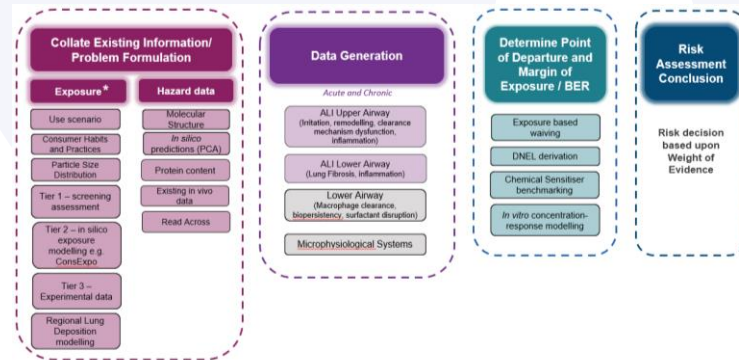 Collate Existing Information/
Problem Formulation
Exposure*
Use scenario
Consumer Habits
and Practices
Particle Size
Distribution
Tier 1 – screening
assessment
Tier 2 – in silico
exposure
modelling e.g.
ConsExpo
Tier 3 –
Experimental data
Regional Lung
Deposition
modelling
Hazard data
Molecular
Structure
In silico
predictions (PCA)
Protein content
Existing in vivo
data
Read Across
Data Generation
Acute and Chronic
ALI Upper Airway
(Irritation, remodelling, clearance
mechanism dysfunction,
inflammation)
ALI Lower Airway
(Lung Fibrosis, inflammation)
Lower Airway
(Macrophage clearance,
biopersistency, surfactant disruption)
Microphysiological Systems
Determine Point
of Departure and
Margin of
Exposure / BER
Exposure based
waiving
DNEL derivation
Chemical Sensitiser
benchmarking
In vitro concentration-
response modelling
Risk
Assessment
Conclusion
Risk decision
based upon
Weight of
Evidence